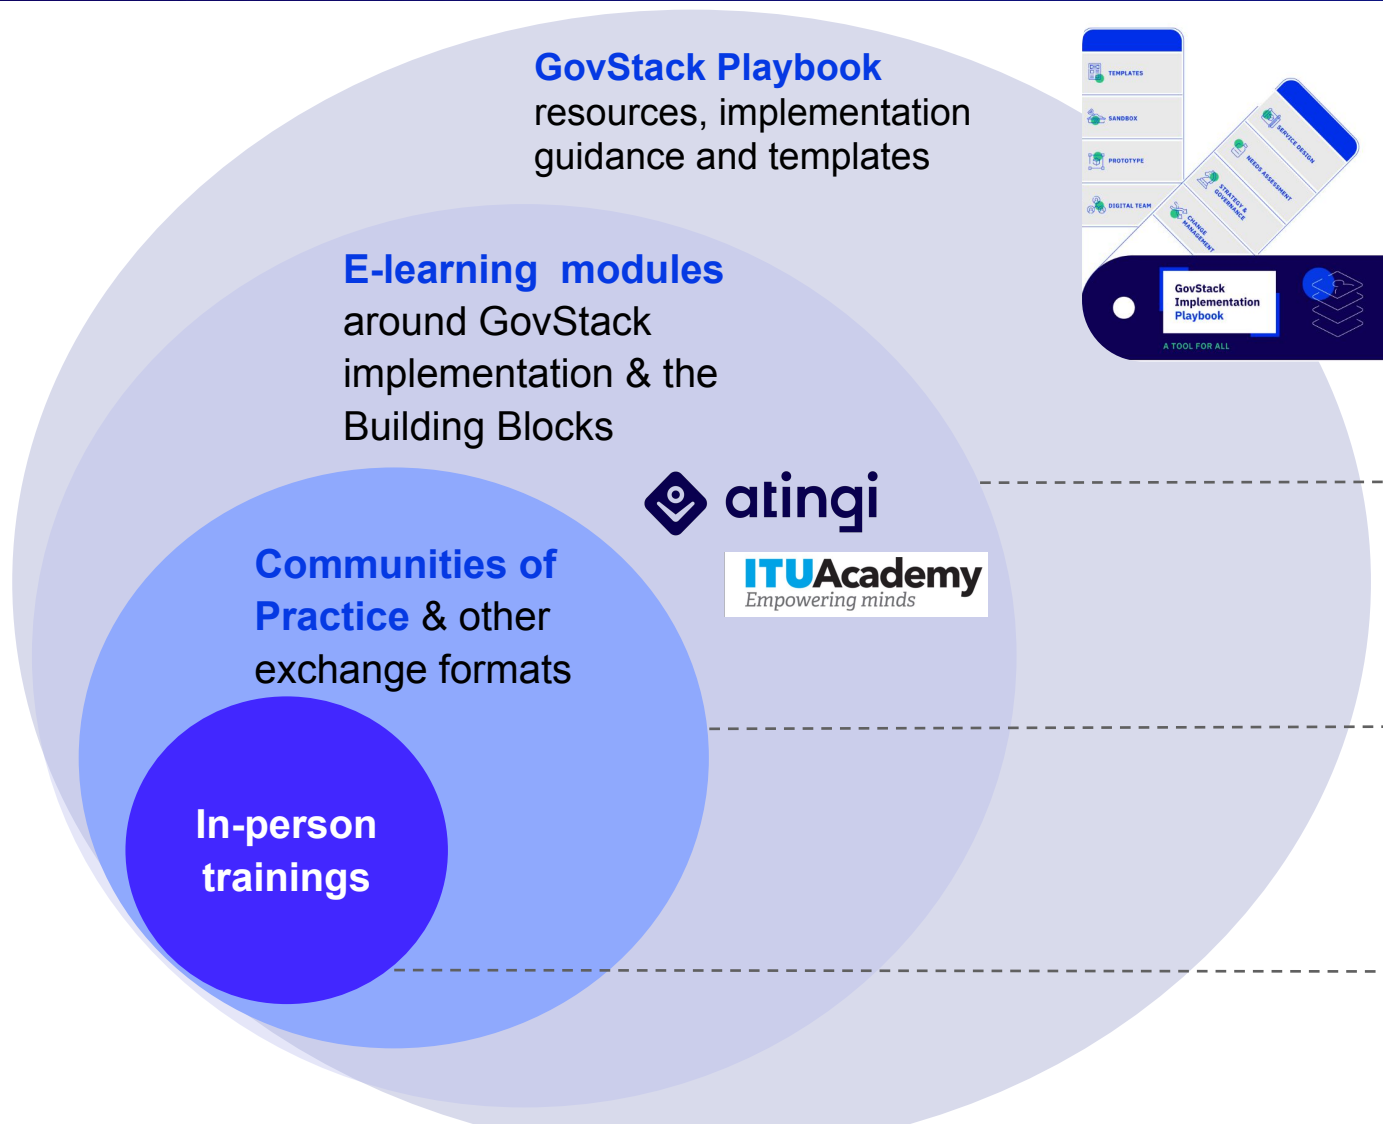 GovStack Playbook
resources, implementation
guidance and templates
TEMPLATES
SANDBOX
PROTOTYPE
DIGITAL TEAM
SERVICE DESIGN
NEEDS ASSESSMENT
STRATEGY &
GOVERNANCE
CHANGE
MANAGEMENT
GovStack
Implementation
Playbook
A TOOL FOR ALL
E-learning modules
around GovStack
implementation & the
Building Blocks
atingi
ITUAcademy
Empowering minds
Communities of
Practice & other
exchange formats
In-person
trainings